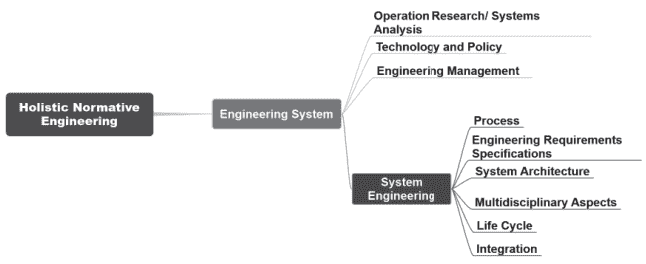 Operation Research/ Systems
Analysis
Technology and Policy
Engineering Management
Holistic Normative
Engineering
Engineering System
Process
Engineering Requirements
Specifications
System Architecture
System
Engineering
Multidisciplinary Aspects
Life Cycle
Integration